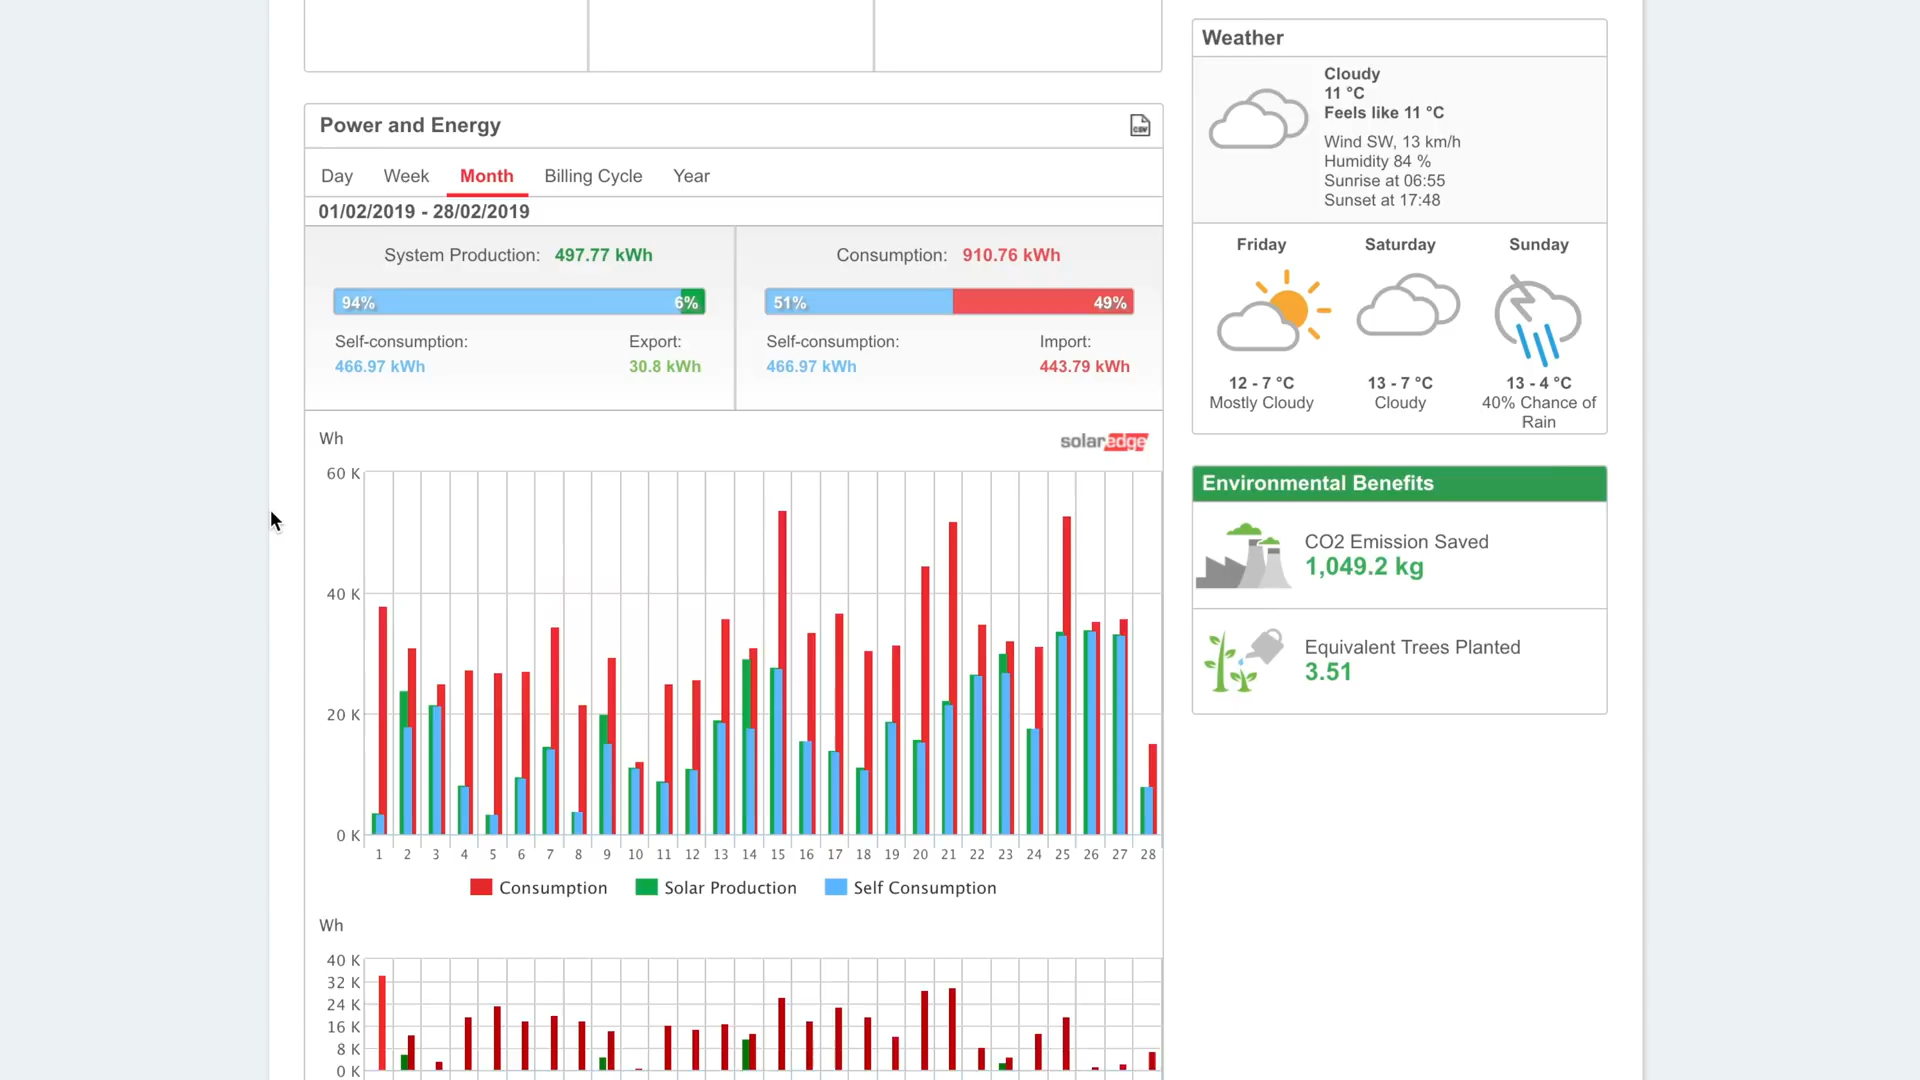 Power and Energy
CSV
Day Week Month Billing Cycle Year
01/02/2019 - 28/02/2019
System Production: 497.77 kWh
94% 6%
Self-consumption: Export:
466.97 kWh 30.8 kWh
Consumption: 910.76 kWh
51% 49%
Self-consumption: Import:
466.97 kWh 443.79 kWh
Wh
solaredge
60 K
40 K
20 K
0 K
1 2 3 4 5 6 7 8 9 10 11 12 13 14 15 16 17 18 19 20 21 22 23 24 25 26 27 28
Consumption Solar Production Self Consumption
Wh
40 K
32 K
24 K
16 K
8 K
0 K
Weather
Cloudy
11 °C
Feels like 11 °C
Wind SW, 13 km/h
Humidity 84 %
Sunrise at 06:55
Sunset at 17:48
Friday Saturday Sunday
12 - 7 °C 13 - 7 °C 13 - 4 °C
Mostly Cloudy Cloudy 40% Chance of
Rain
Environmental Benefits
CO2 Emission Saved
1,049.2 kg
Equivalent Trees Planted
3.51